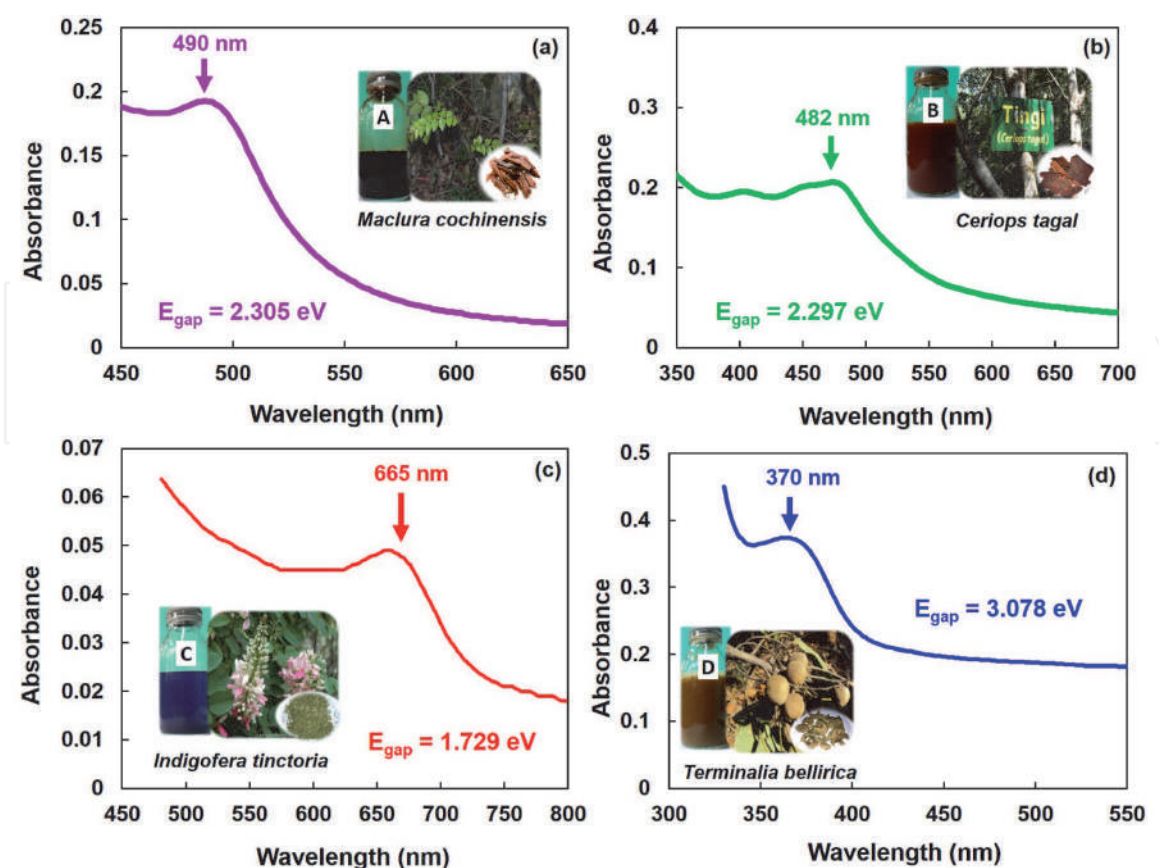 (a)
490 nm
0.25
0.2
0.15
0.1
0.05
0
Absorbance
A
Maclura cochinensis
E_gap = 2.305 eV
450 500 550 600 650
Wavelength (nm)
(b)
482 nm
0.4
0.3
0.2
0.1
0
Absorbance
B
Tingi
(Ceriops tagal)
Ceriops tagal
E_gap = 2.297 eV
350 400 450 500 550 600 650 700
Wavelength (nm)
(c)
665 nm
0.07
0.06
0.05
0.04
0.03
0.02
0.01
0
Absorbance
C
Indigofera tinctoria
E_gap = 1.729 eV
450 500 550 600 650 700 750 800
Wavelength (nm)
(d)
370 nm
0.5
0.4
0.3
0.2
0.1
0
Absorbance
E_gap = 3.078 eV
D
Terminalia bellirica
300 350 400 450 500 550
Wavelength (nm)